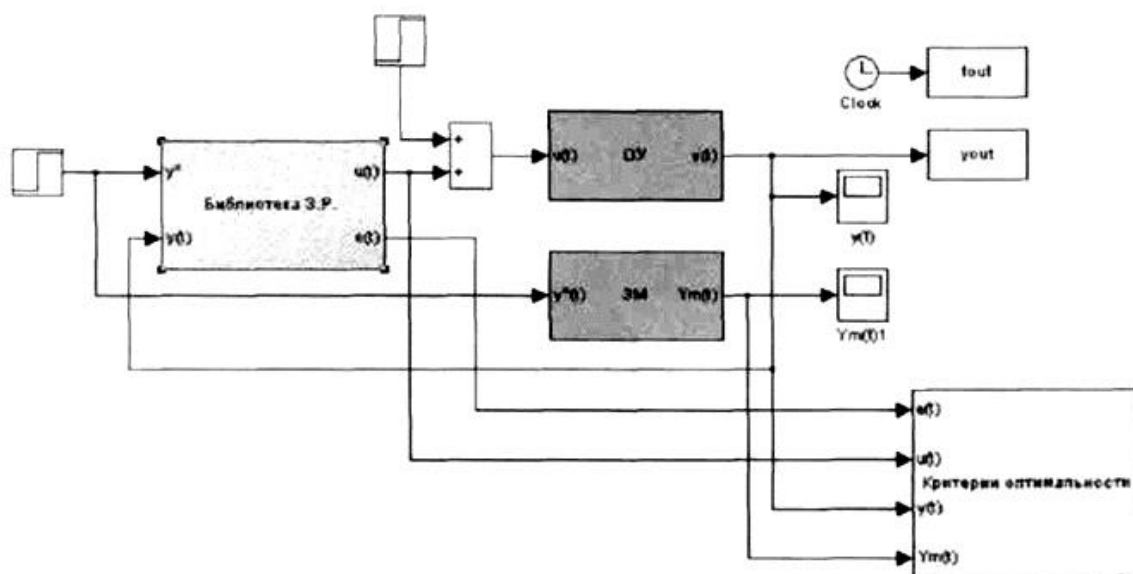 tout
Clock
+
+
v(t)
ОУ
y(t)
yout
y*
u(t)
Библиотека З.Р.
y(t)
e(t)
y(T)
y*(t)
ЭМ
Ym(t)
Ym(t)1
e(t)
u(t)
Критерии оптимальности
y(t)
Ym(t)